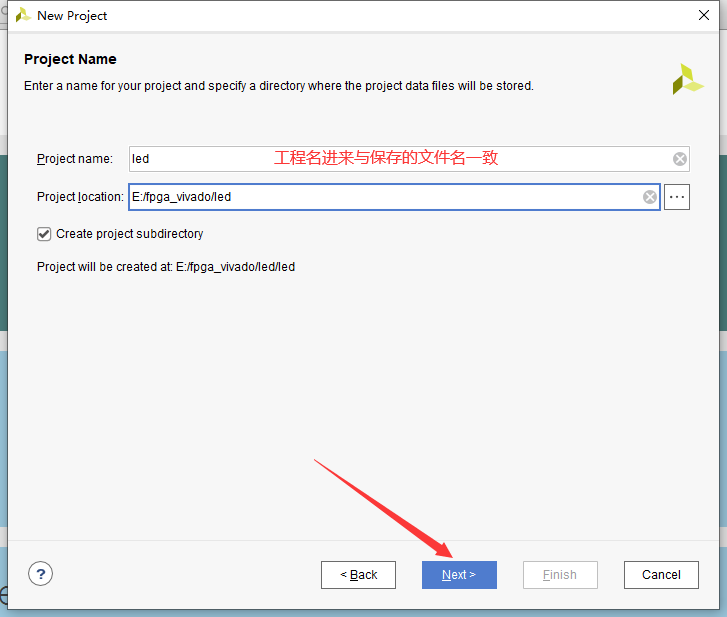 New Project
Project Name
Enter a name for your project and specify a directory where the project data files will be stored.
Project name: led 工程名进来与保存的文件名一致
Project location: E:/fpga_vivado/led ...
Create project subdirectory
Project will be created at: E:/fpga_vivado/led/led
? < Back Next > Finish Cancel